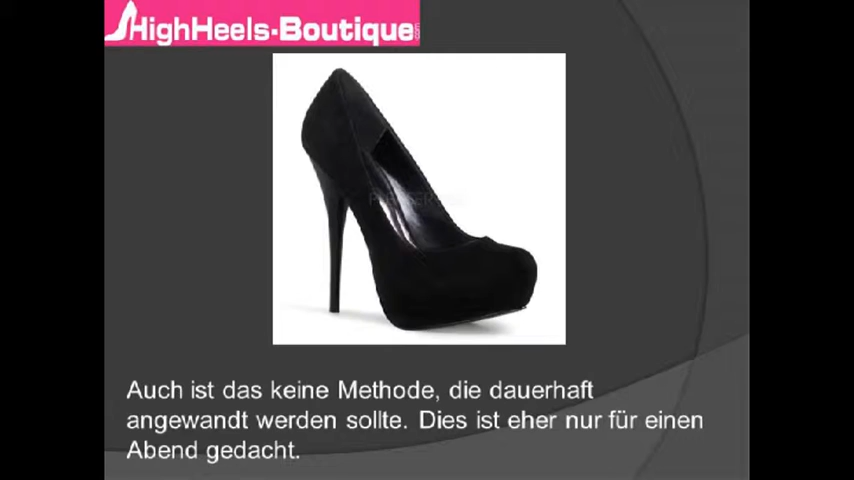 HighHeels-Boutique.com
Auch ist das keine Methode, die dauerhaft
angewandt werden sollte. Dies ist eher nur für einen
Abend gedacht.